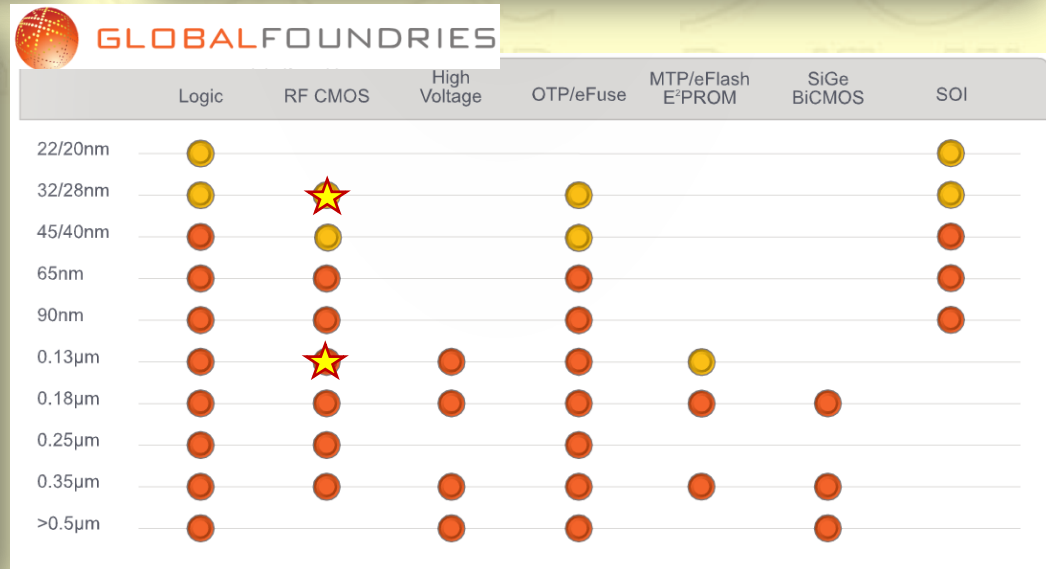 GLOBALFOUNDRIES
Logic RF CMOS High Voltage OTP/eFuse MTP/eFlash E²PROM SiGe BiCMOS SOI
22/20nm
32/28nm
45/40nm
65nm
90nm
0.13µm
0.18µm
0.25µm
0.35µm
>0.5µm